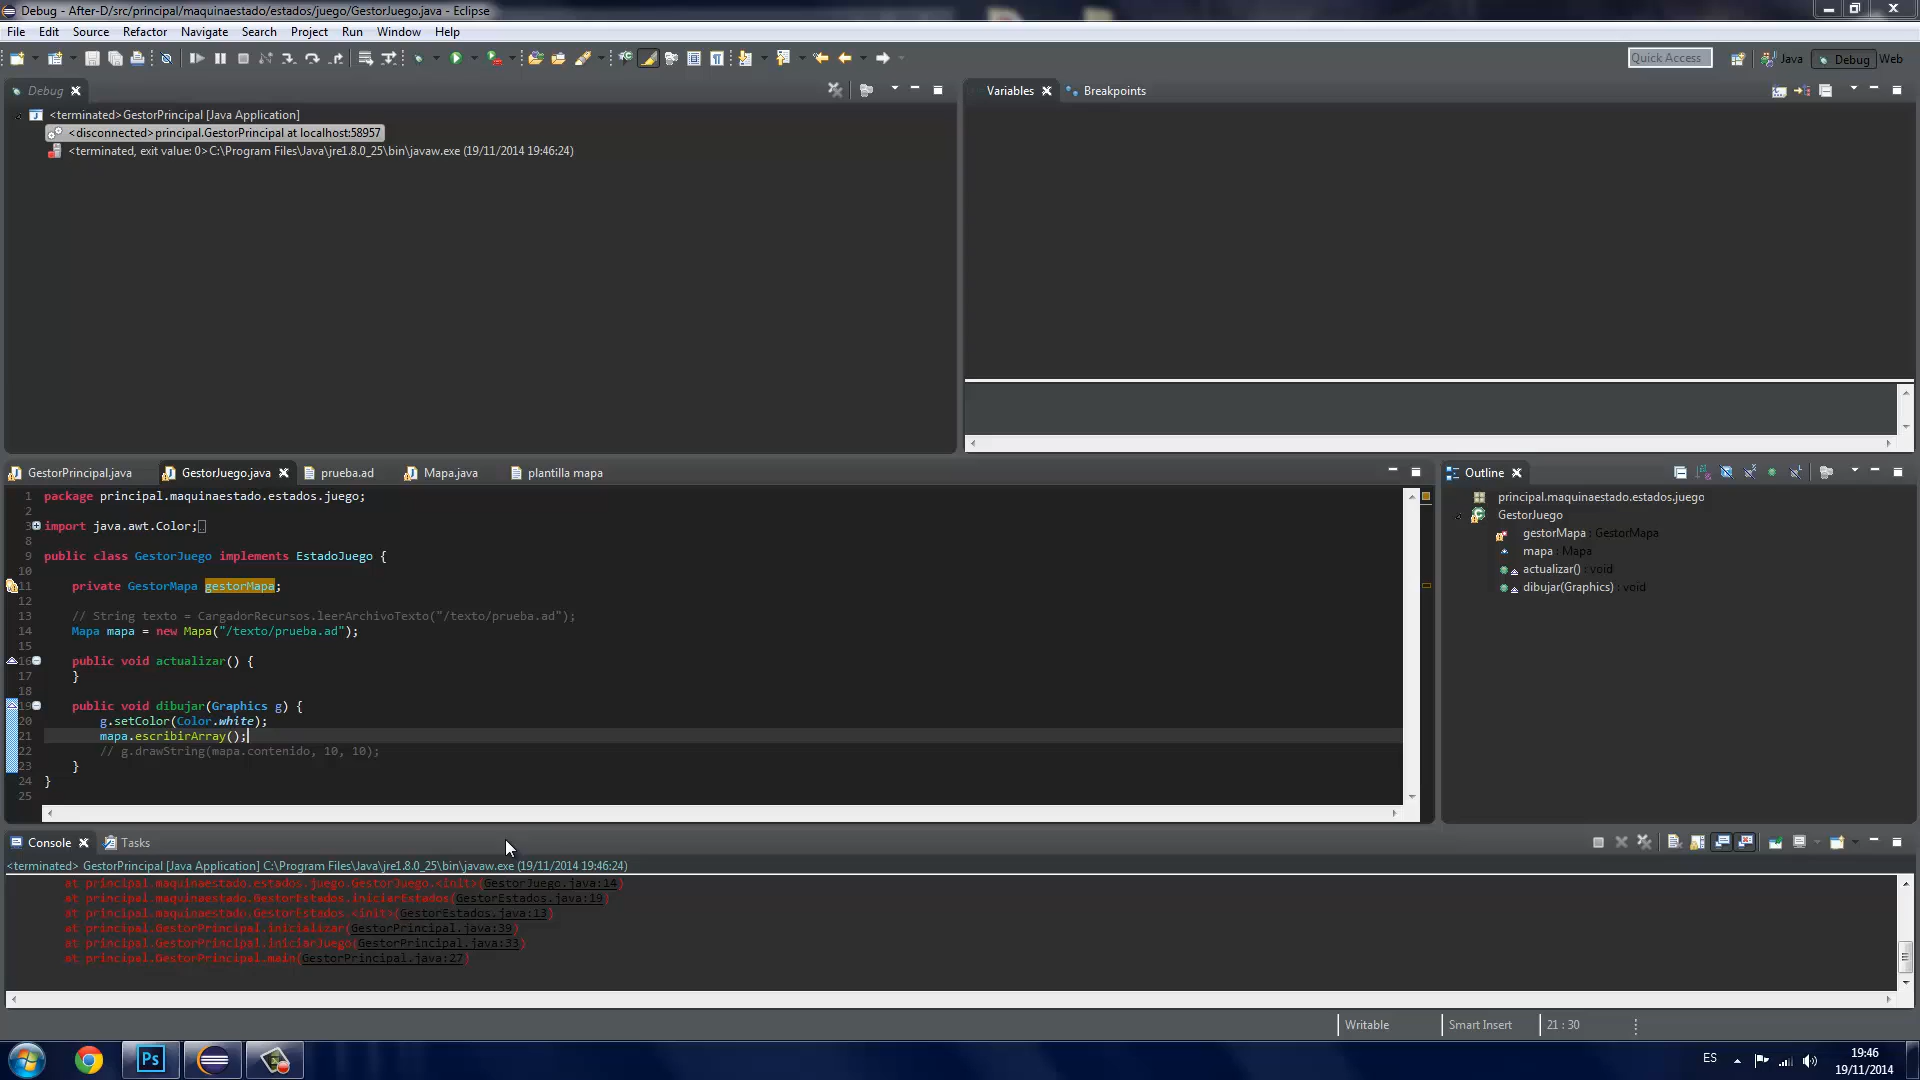 Debug - After-D/src/principal/maquinaestado/estados/juego/GestorJuego.java - Eclipse
File Edit Source Refactor Navigate Search Project Run Window Help
Quick Access Java Debug Web
Debug
<terminated>GestorPrincipal [Java Application]
<disconnected>principal.GestorPrincipal at localhost:58957
<terminated, exit value: 0>C:\Program Files\Java\jre1.8.0_25\bin\javaw.exe (19/11/2014 19:46:24)
Variables Breakpoints
GestorPrincipal.java GestorJuego.java prueba.ad Mapa.java plantilla mapa
1 package principal.maquinaestado.estados.juego;
2
3 import java.awt.Color;
8
9 public class GestorJuego implements EstadoJuego {
10
11 private GestorMapa gestorMapa;
12
13 // String texto = CargadorRecursos.leerArchivoTexto("/texto/prueba.ad");
14 Mapa mapa = new Mapa("/texto/prueba.ad");
15
16 public void actualizar() {
17 }
18
19 public void dibujar(Graphics g) {
20 g.setColor(Color.white);
21 mapa.escribirArray();
22 // g.drawString(mapa.contenido, 10, 10);
23 }
24 }
25
Outline
principal.maquinaestado.estados.juego
GestorJuego
gestorMapa : GestorMapa
mapa : Mapa
actualizar() : void
dibujar(Graphics) : void
Console Tasks
<terminated> GestorPrincipal [Java Application] C:\Program Files\Java\jre1.8.0_25\bin\javaw.exe (19/11/2014 19:46:24)
at principal.maquinaestado.estados.juego.GestorJuego.<init>(GestorJuego.java:14)
at principal.maquinaestado.GestorEstados.iniciarEstados(GestorEstados.java:19)
at principal.maquinaestado.GestorEstados.<init>(GestorEstados.java:13)
at principal.GestorPrincipal.inicializar(GestorPrincipal.java:39)
at principal.GestorPrincipal.iniciarJuego(GestorPrincipal.java:33)
at principal.GestorPrincipal.main(GestorPrincipal.java:27)
Writable Smart Insert 21 : 30
Ps
ES
19:46
19/11/2014